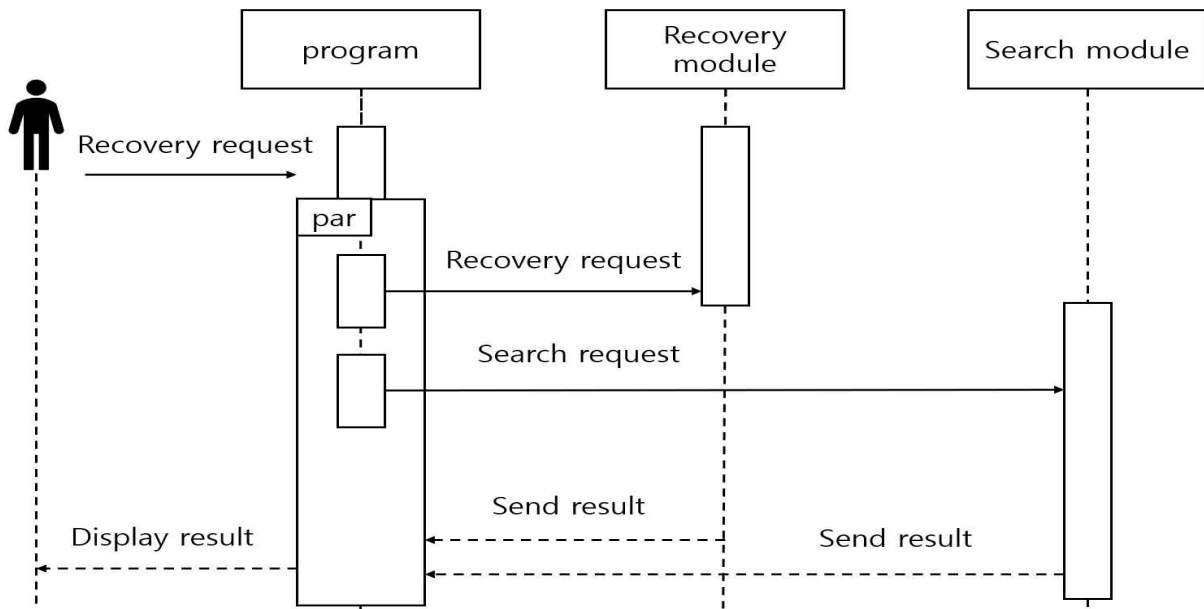 program
Recovery
module
Search module
Recovery request
par
Recovery request
Search request
Send result
Display result
Send result